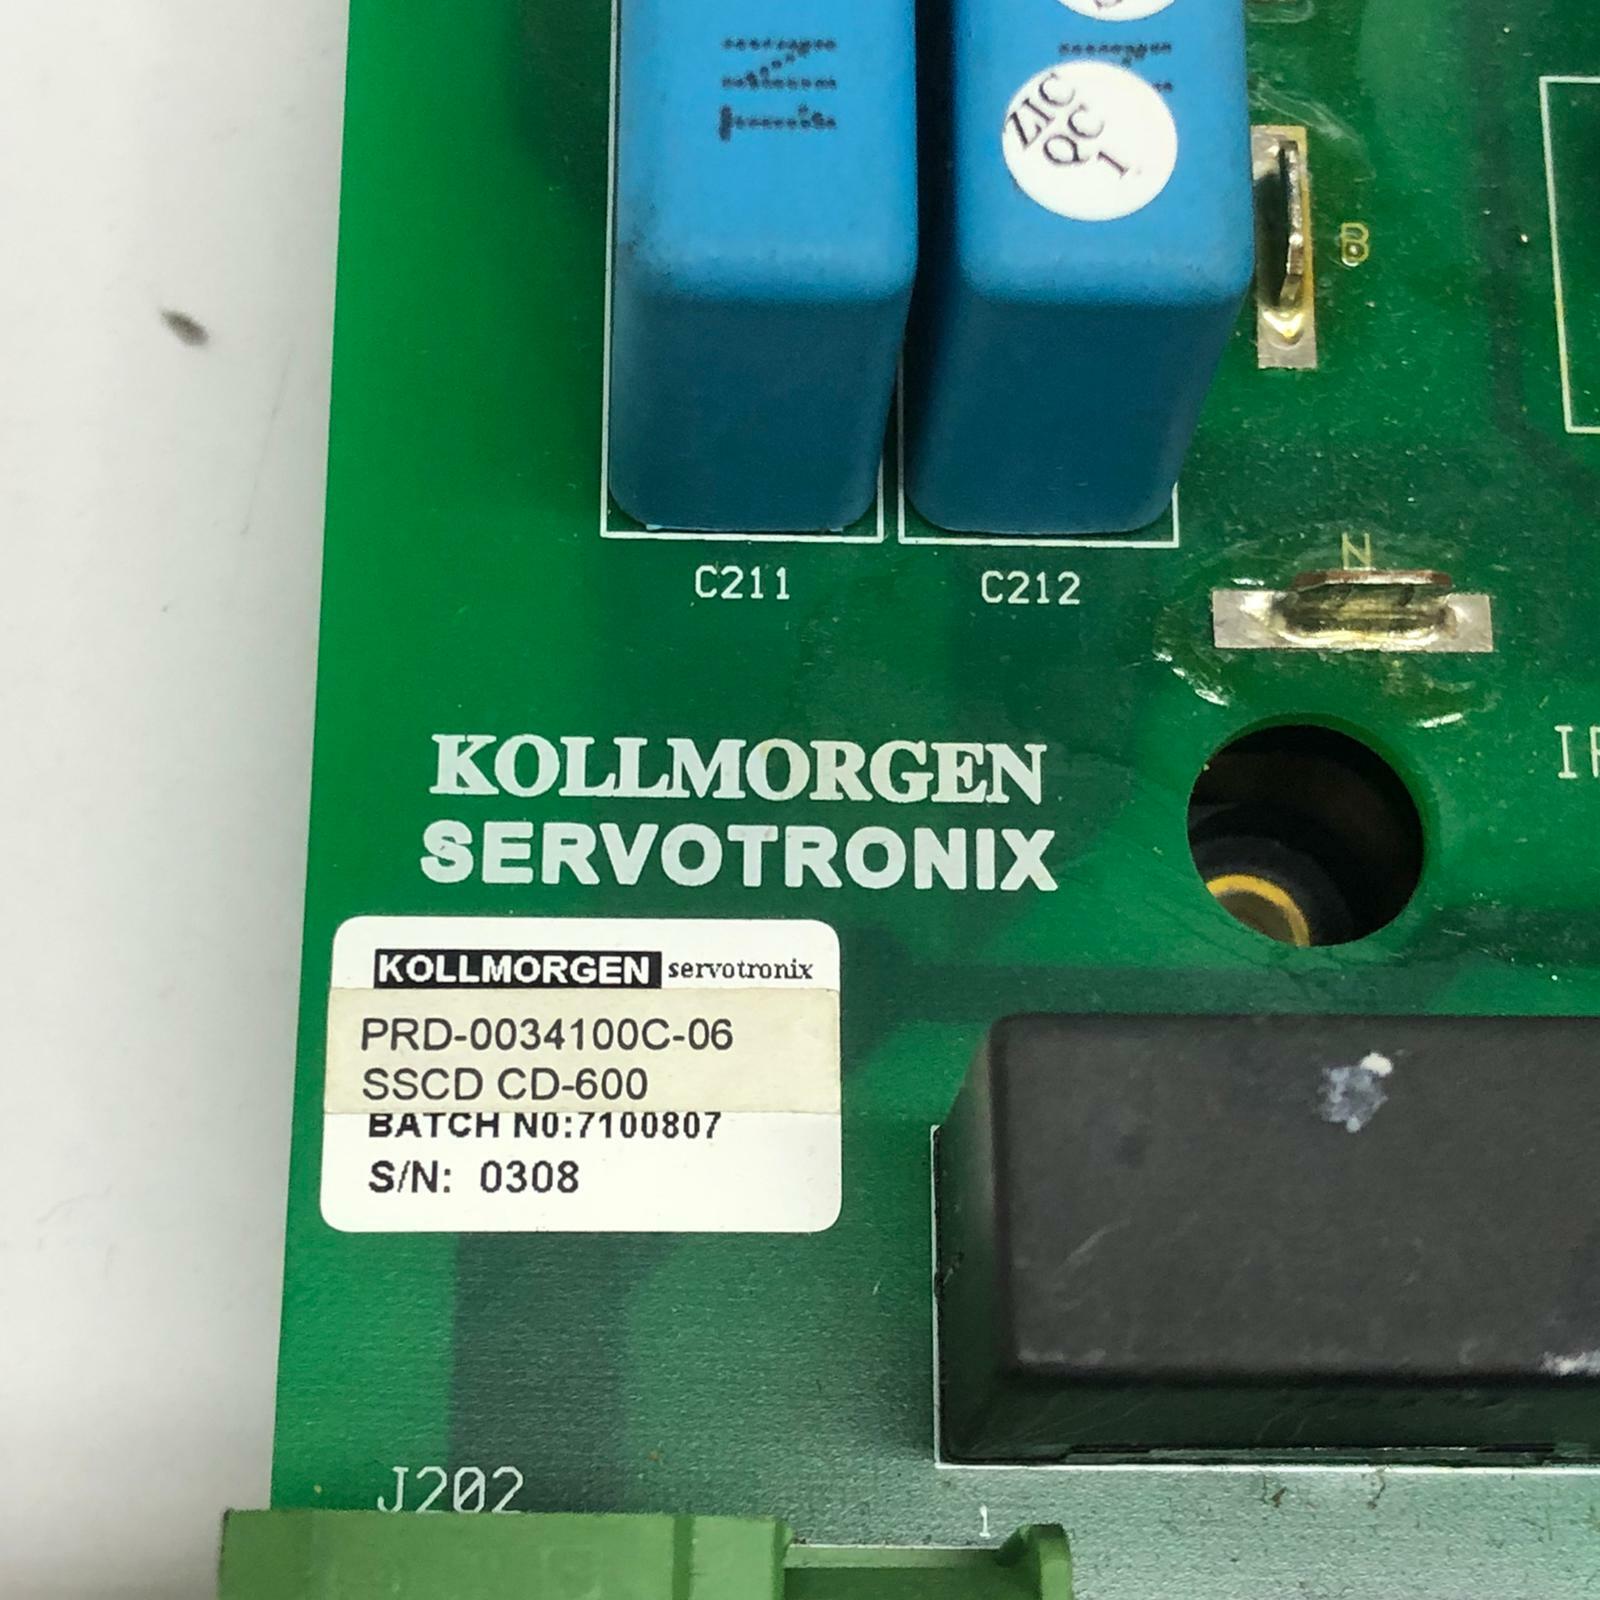 ZIC
QC
1
B
C211
C212
N
KOLLMORGEN
SERVOTRONIX
KOLLMORGEN servotronix
PRD-0034100C-06
SSCD CD-600
BATCH N0:7100807
S/N: 0308
J202
1